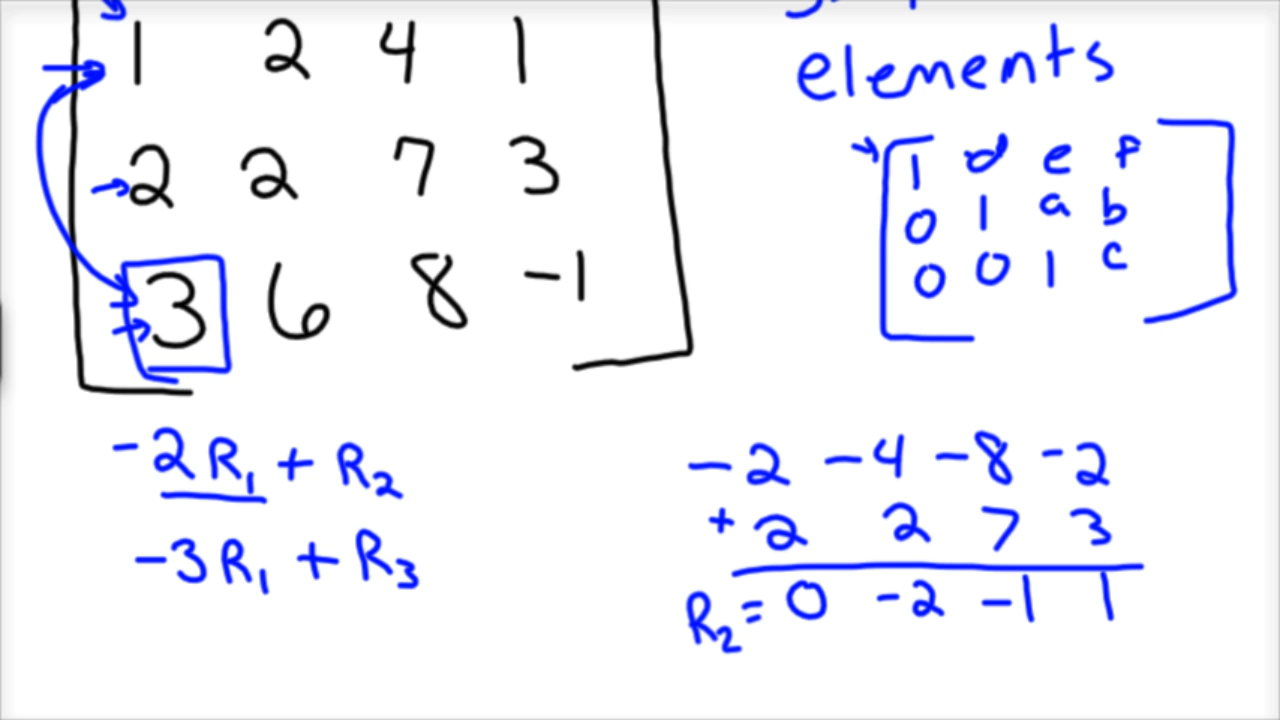 1 2 4 1
2 2 7 3
3 6 8 -1
elements
1 d e f
0 1 a b
0 0 1 c
-2R₁ + R₂
-3R₁ + R₃
-2 -4 -8 -2
+ 2 2 7 3
R₂ = 0 -2 -1 1